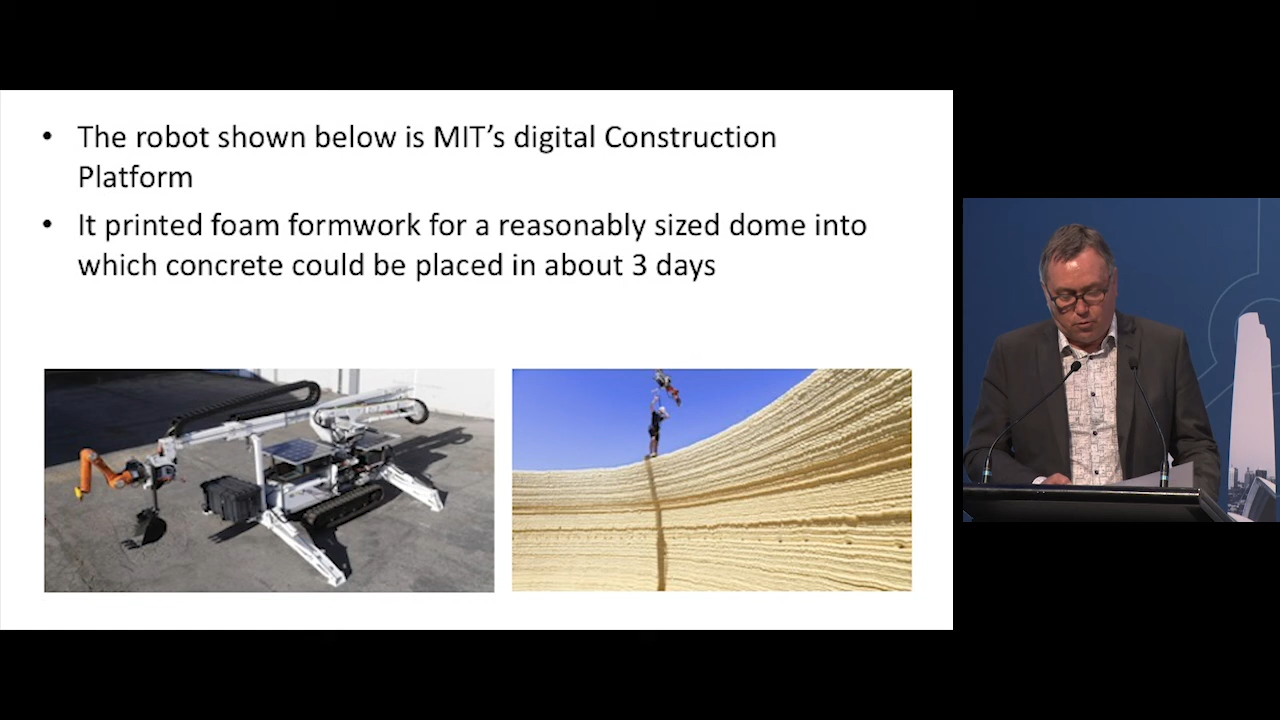 • The robot shown below is MIT’s digital Construction
Platform
• It printed foam formwork for a reasonably sized dome into
which concrete could be placed in about 3 days